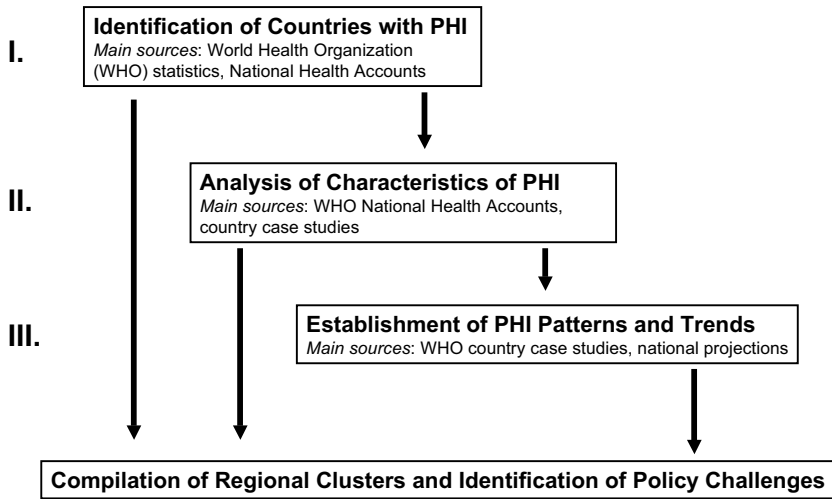 I.
Identification of Countries with PHI
Main sources: World Health Organization
(WHO) statistics, National Health Accounts
II.
Analysis of Characteristics of PHI
Main sources: WHO National Health Accounts,
country case studies
III.
Establishment of PHI Patterns and Trends
Main sources: WHO country case studies, national projections
Compilation of Regional Clusters and Identification of Policy Challenges